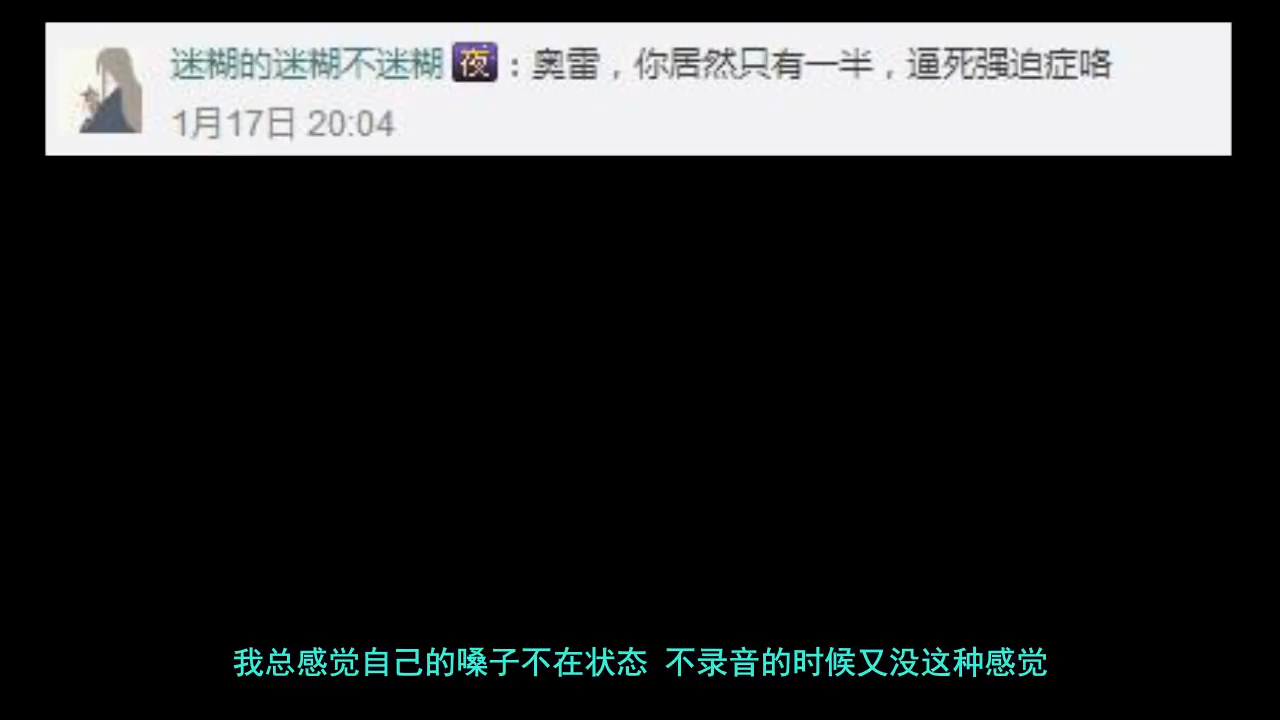 迷糊的迷糊不迷糊夜：奥雷，你居然只有一半，逼死强迫症咯
1月17日 20:04
我总感觉自己的嗓子不在状态 不录音的时候又没这种感觉